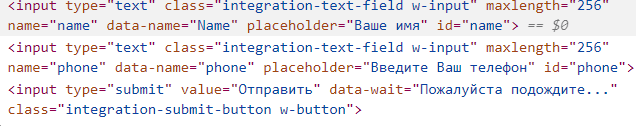 <input type="text" class="integration-text-field w-input" maxlength="256"
name="name" data-name="Name" placeholder="Ваше имя" id="name"> == $0
<input type="text" class="integration-text-field w-input" maxlength="256"
name="phone" data-name="phone" placeholder="Введите Ваш телефон" id="phone">
<input type="submit" value="Отправить" data-wait="Пожалуйста подождите..."
class="integration-submit-button w-button">